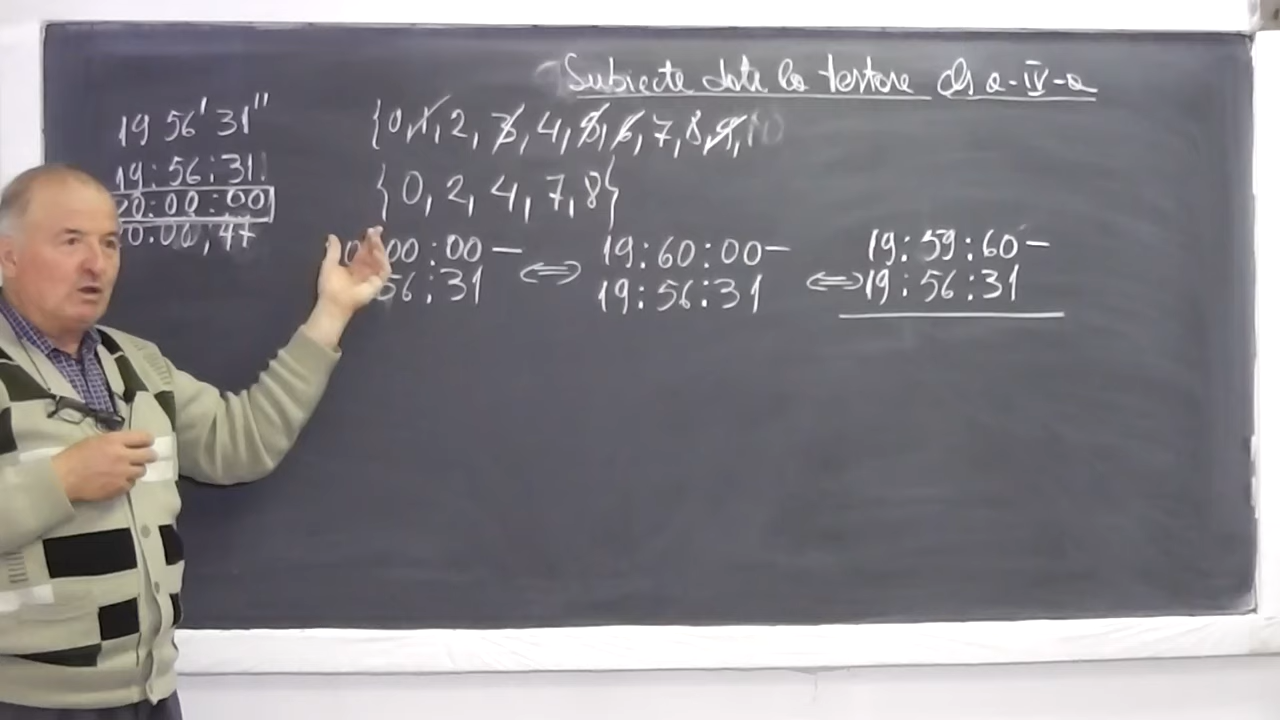 Subiecte date la testare cls a-IV-a
19 56' 31"
19:56:31
20:00:00
0:00,47
{0, 1, 2, 3, 4, 5, 6, 7, 8, 9,
{0, 2, 4, 7, 8}
00:00 —
56:31
⇔
19:60:00 —
19:56:31
⇔
19:59:60 —
19:56:31